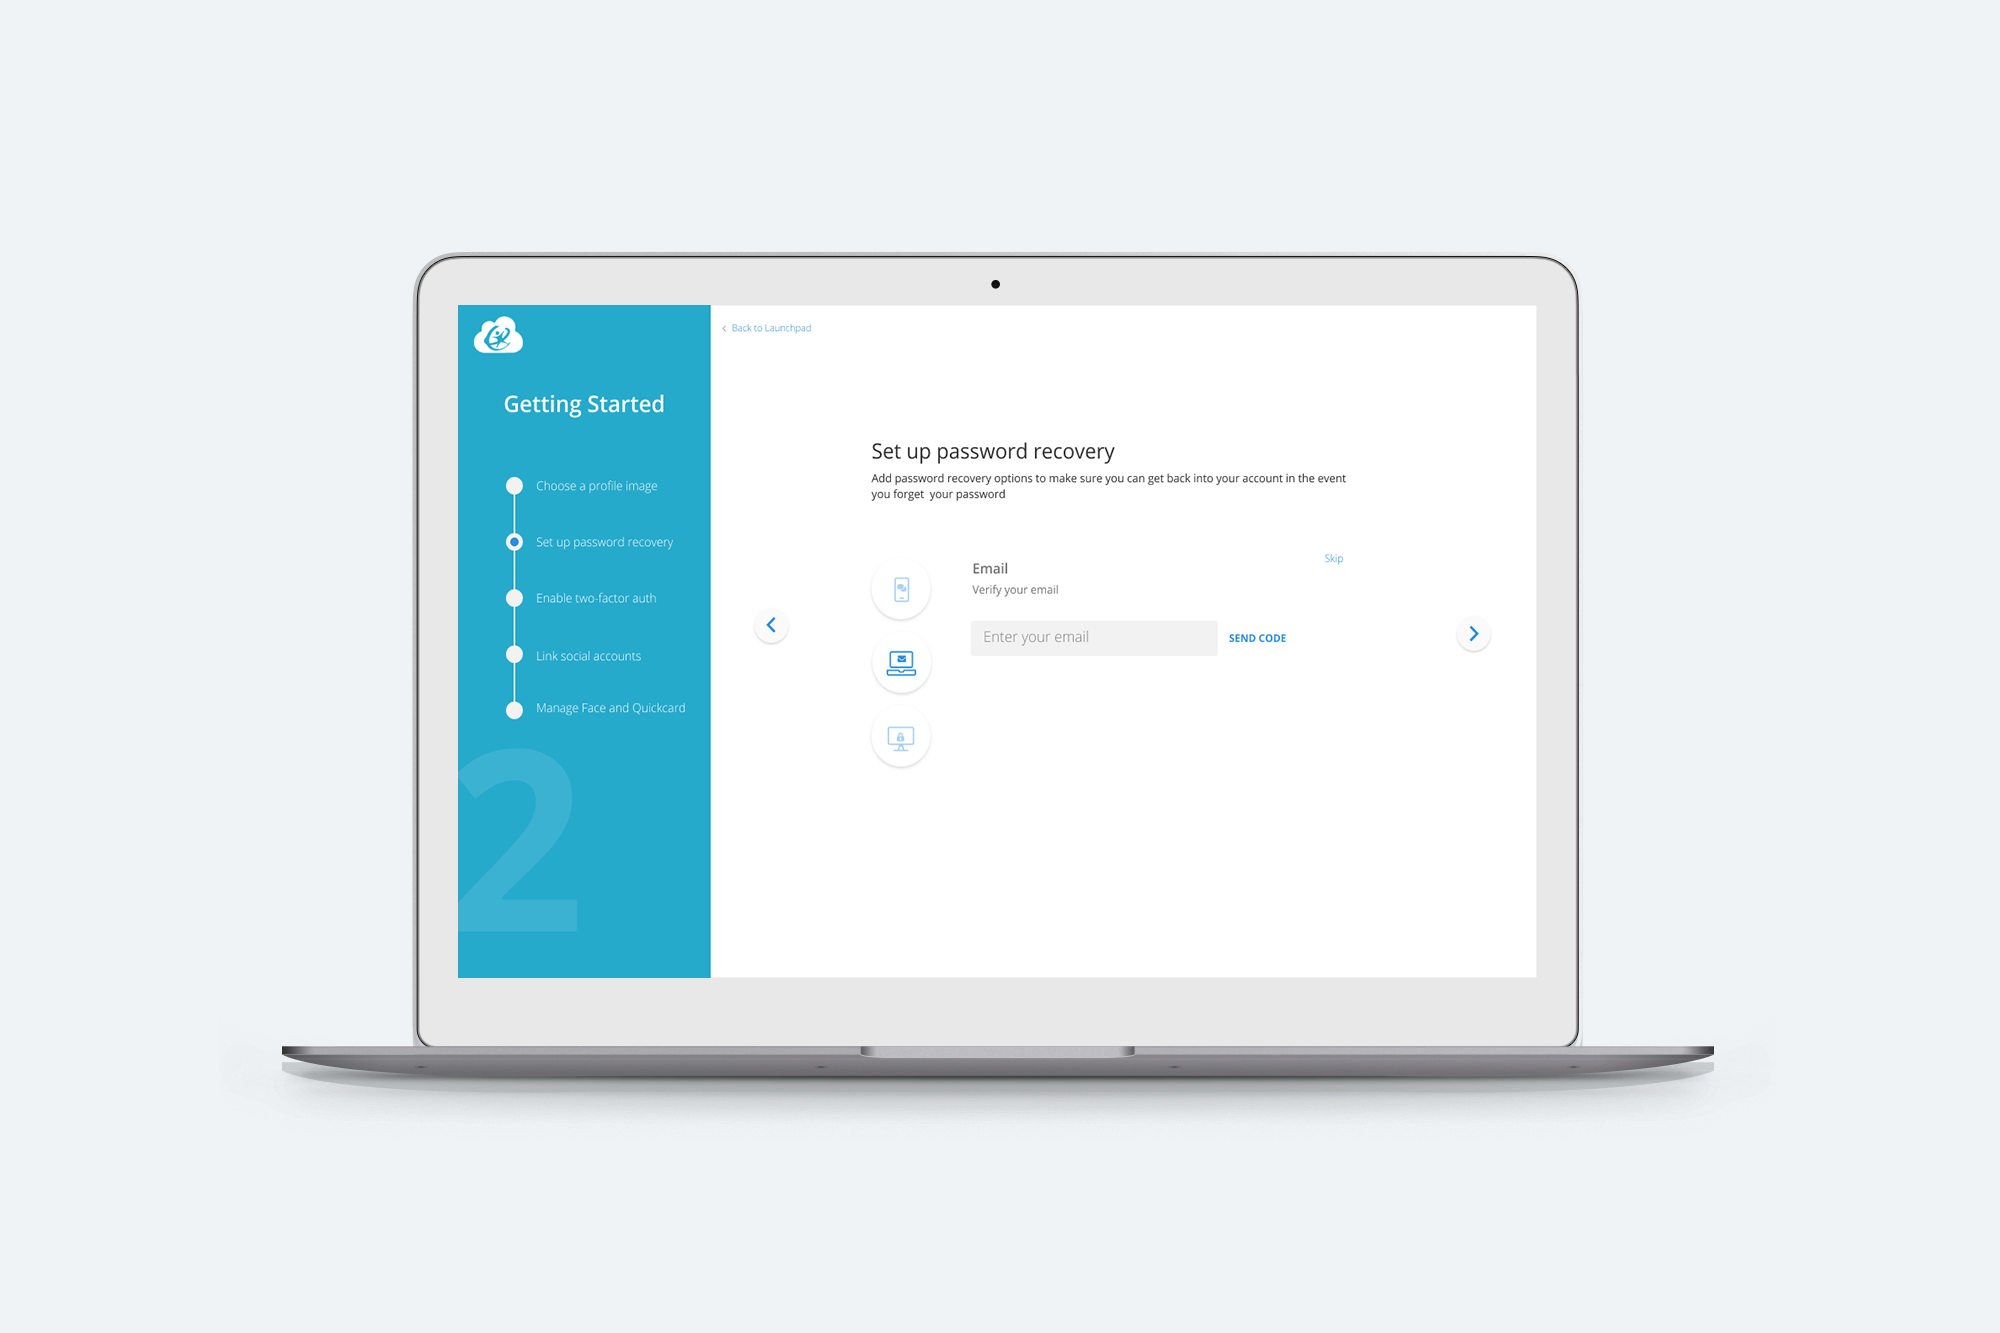 Back to Launchpad
Getting Started
Choose a profile image
Set up password recovery
Enable two-factor auth
Link social accounts
Manage Face and Quickcard
2
Set up password recovery
Add password recovery options to make sure you can get back into your account in the event
you forget  your password
Skip
Email
Verify your email
Enter your email
SEND CODE